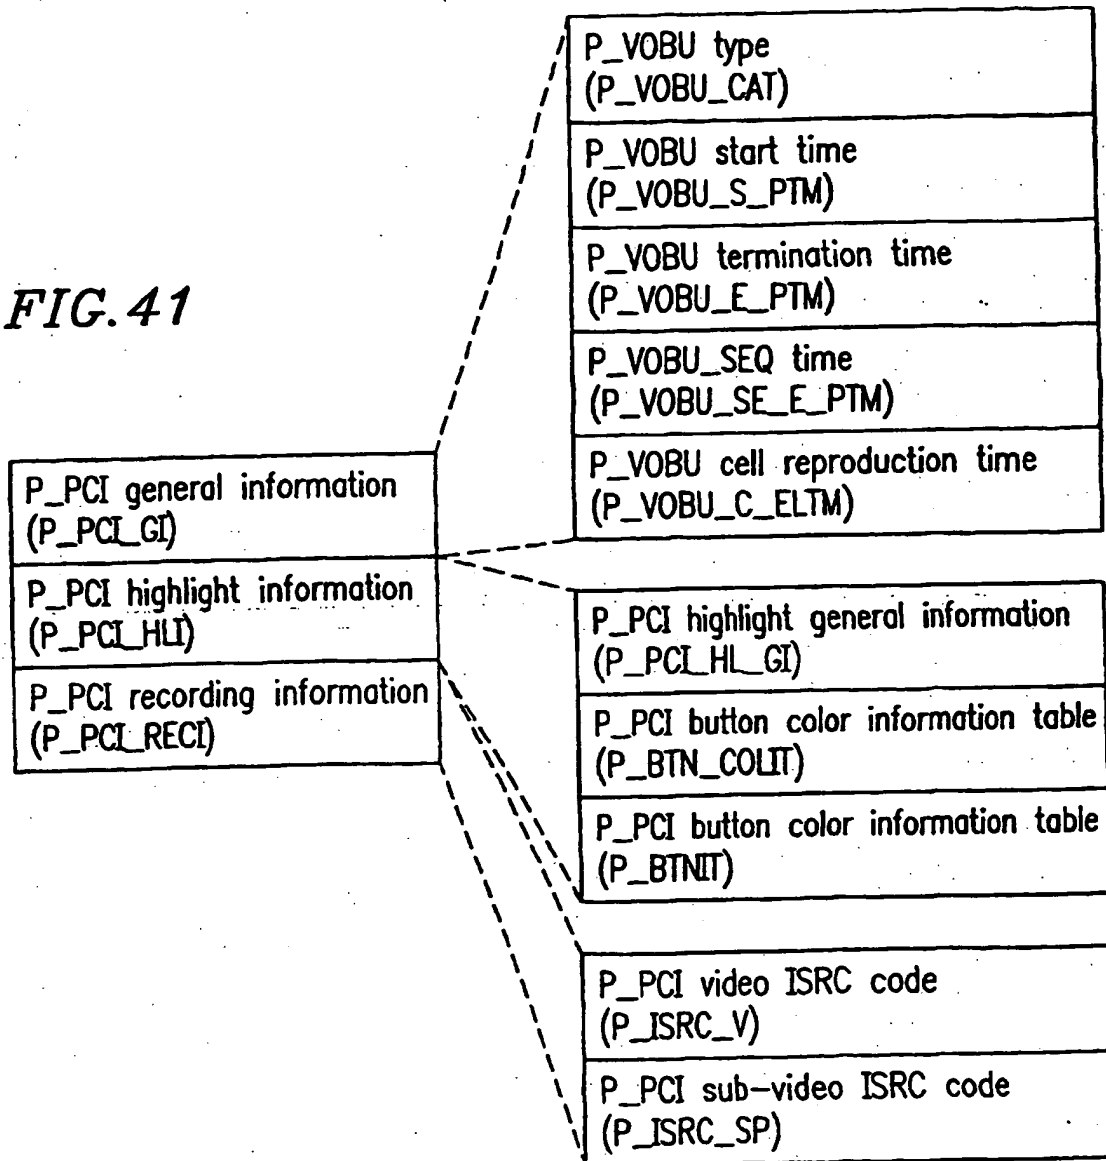 FIG.41
P_PCI general information
(P_PCI_GI)
P_PCI highlight information
(P_PCI_HLI)
P_PCI recording information
(P_PCI_RECI)
P_VOBU type
(P_VOBU_CAT)
P_VOBU start time
(P_VOBU_S_PTM)
P_VOBU termination time
(P_VOBU_E_PTM)
P_VOBU_SEQ time
(P_VOBU_SE_E_PTM)
P_VOBU cell reproduction time
(P_VOBU_C_ELTM)
P_PCI highlight general information
(P_PCI_HL_GI)
P_PCI button color information table
(P_BTN_COLIT)
P_PCI button color information table
(P_BTNIT)
P_PCI video ISRC code
(P_ISRC_V)
P_PCI sub-video ISRC code
(P_ISRC_SP)